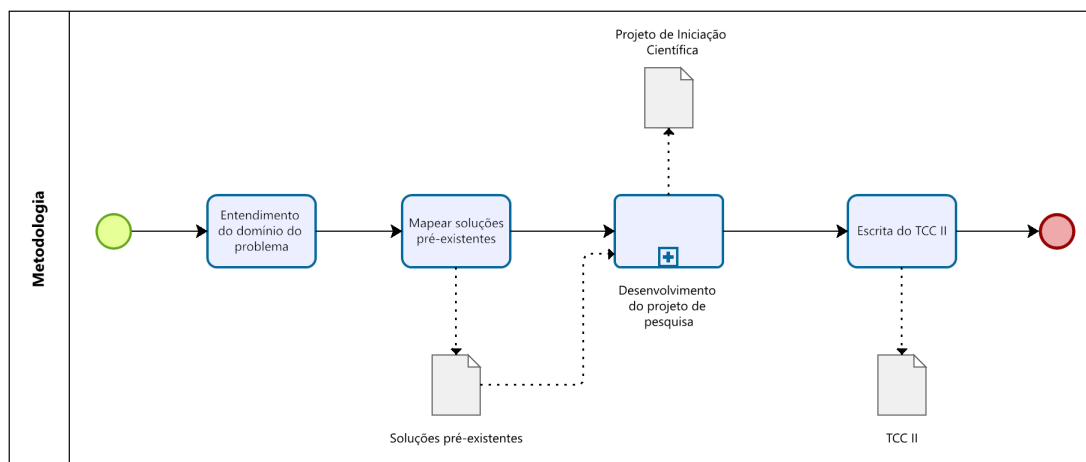 Metodologia
Projeto de Iniciação
Científica
Entendimento
do domínio do
problema
Mapear soluções
pré-existentes
Desenvolvimento
do projeto de
pesquisa
Escrita do TCC II
Soluções pré-existentes
TCC II